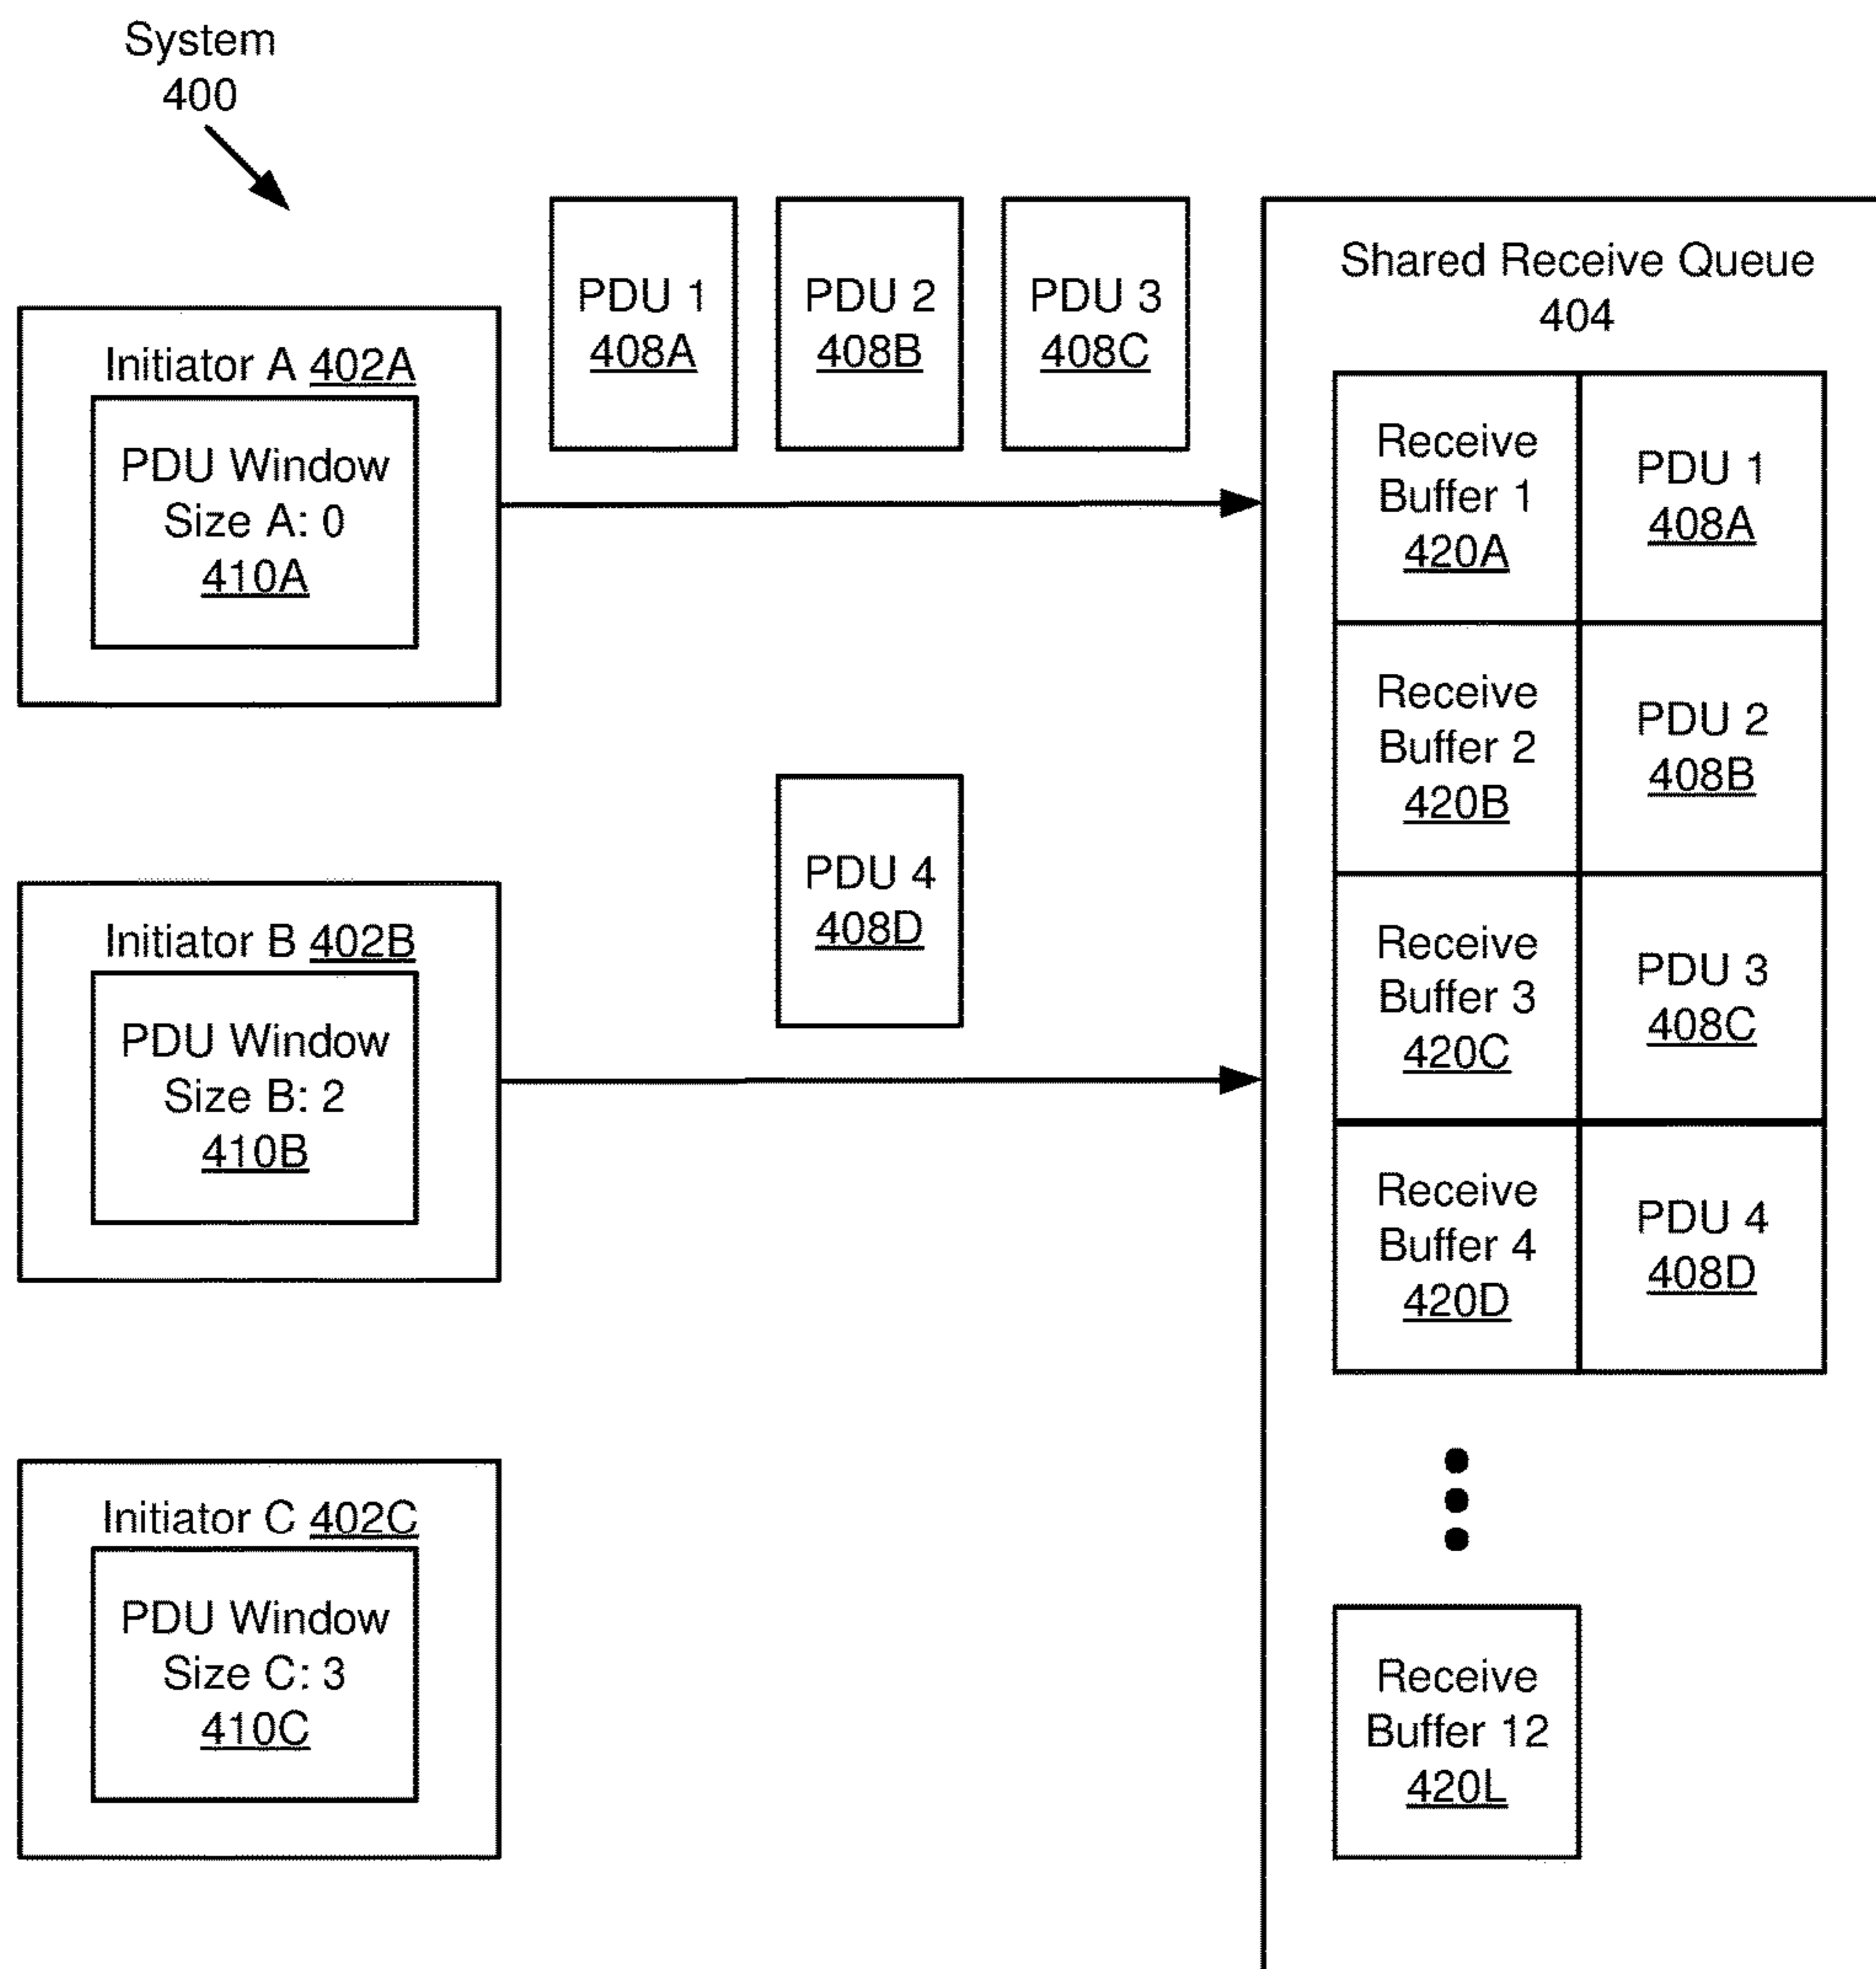 System
400
PDU 1
408A
PDU 2
408B
PDU 3
408C
Initiator A 402A
PDU Window
Size A: 0
410A
PDU 4
408D
Initiator B 402B
PDU Window
Size B: 2
410B
Initiator C 402C
PDU Window
Size C: 3
410C
Shared Receive Queue
404
Receive
Buffer 1
420A
PDU 1
408A
Receive
Buffer 2
420B
PDU 2
408B
Receive
Buffer 3
420C
PDU 3
408C
Receive
Buffer 4
420D
PDU 4
408D
Receive
Buffer 12
420L